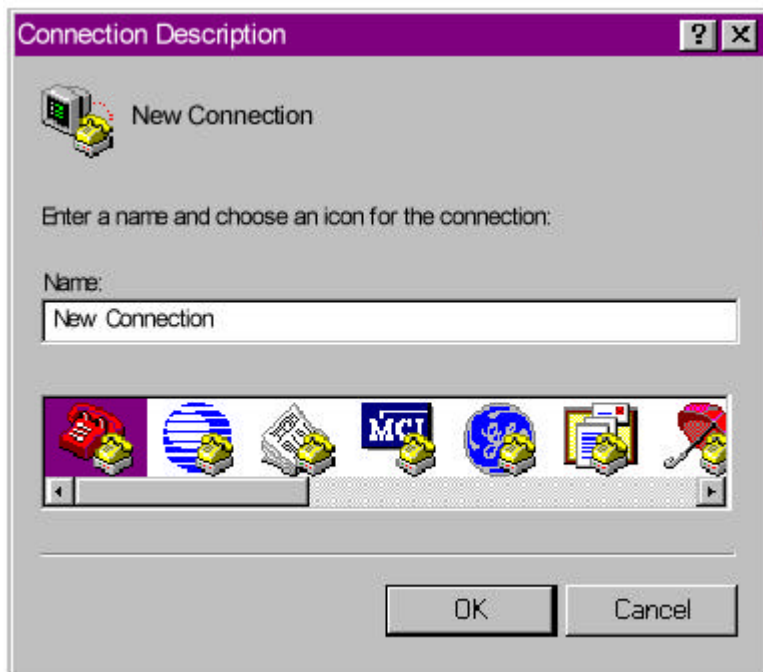 Connection Description
New Connection
Enter a name and choose an icon for the connection:
Name:
New Connection
MCI
OK
Cancel